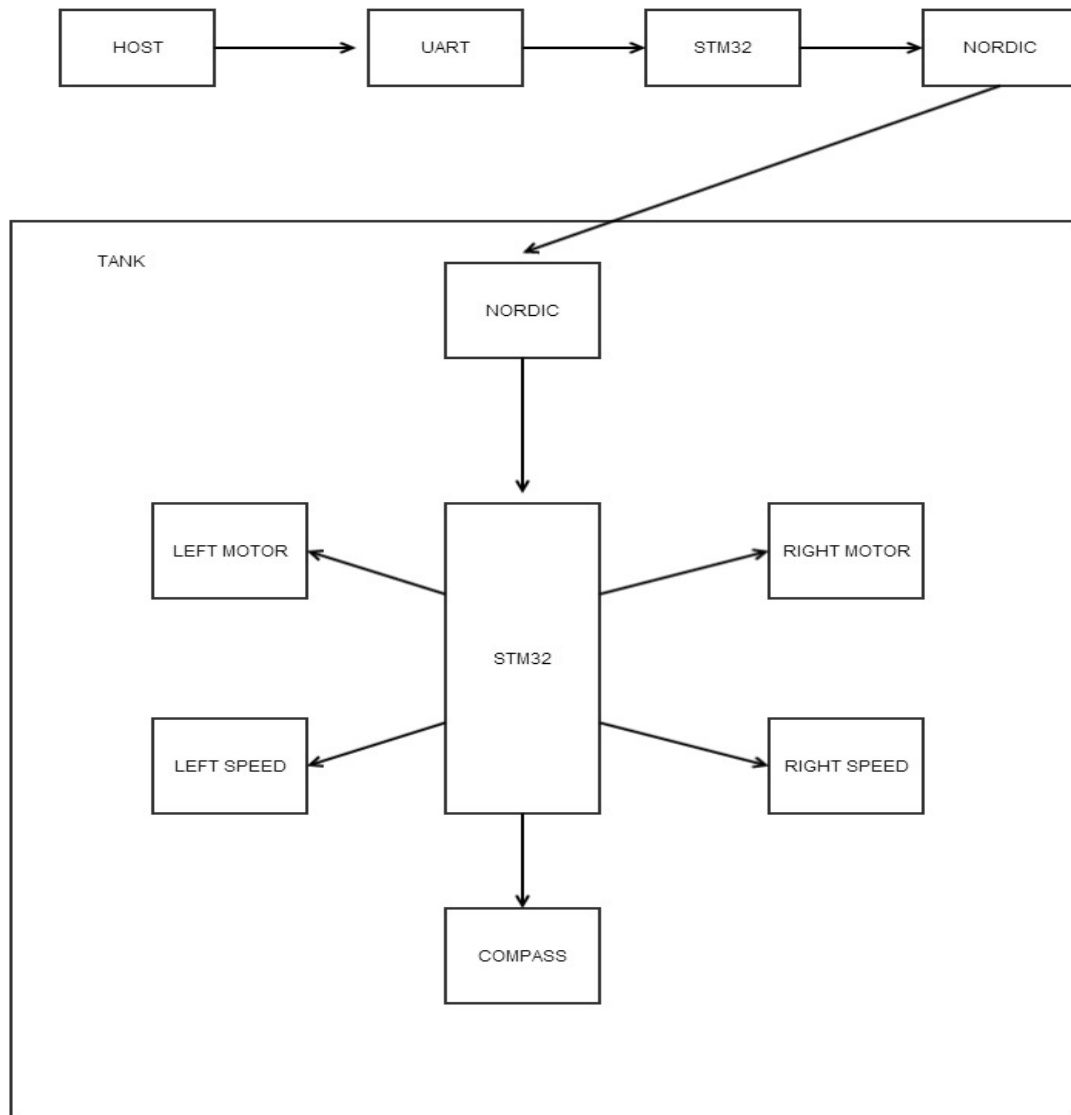 HOST
UART
STM32
NORDIC
TANK
NORDIC
LEFT MOTOR
RIGHT MOTOR
STM32
LEFT SPEED
RIGHT SPEED
COMPASS